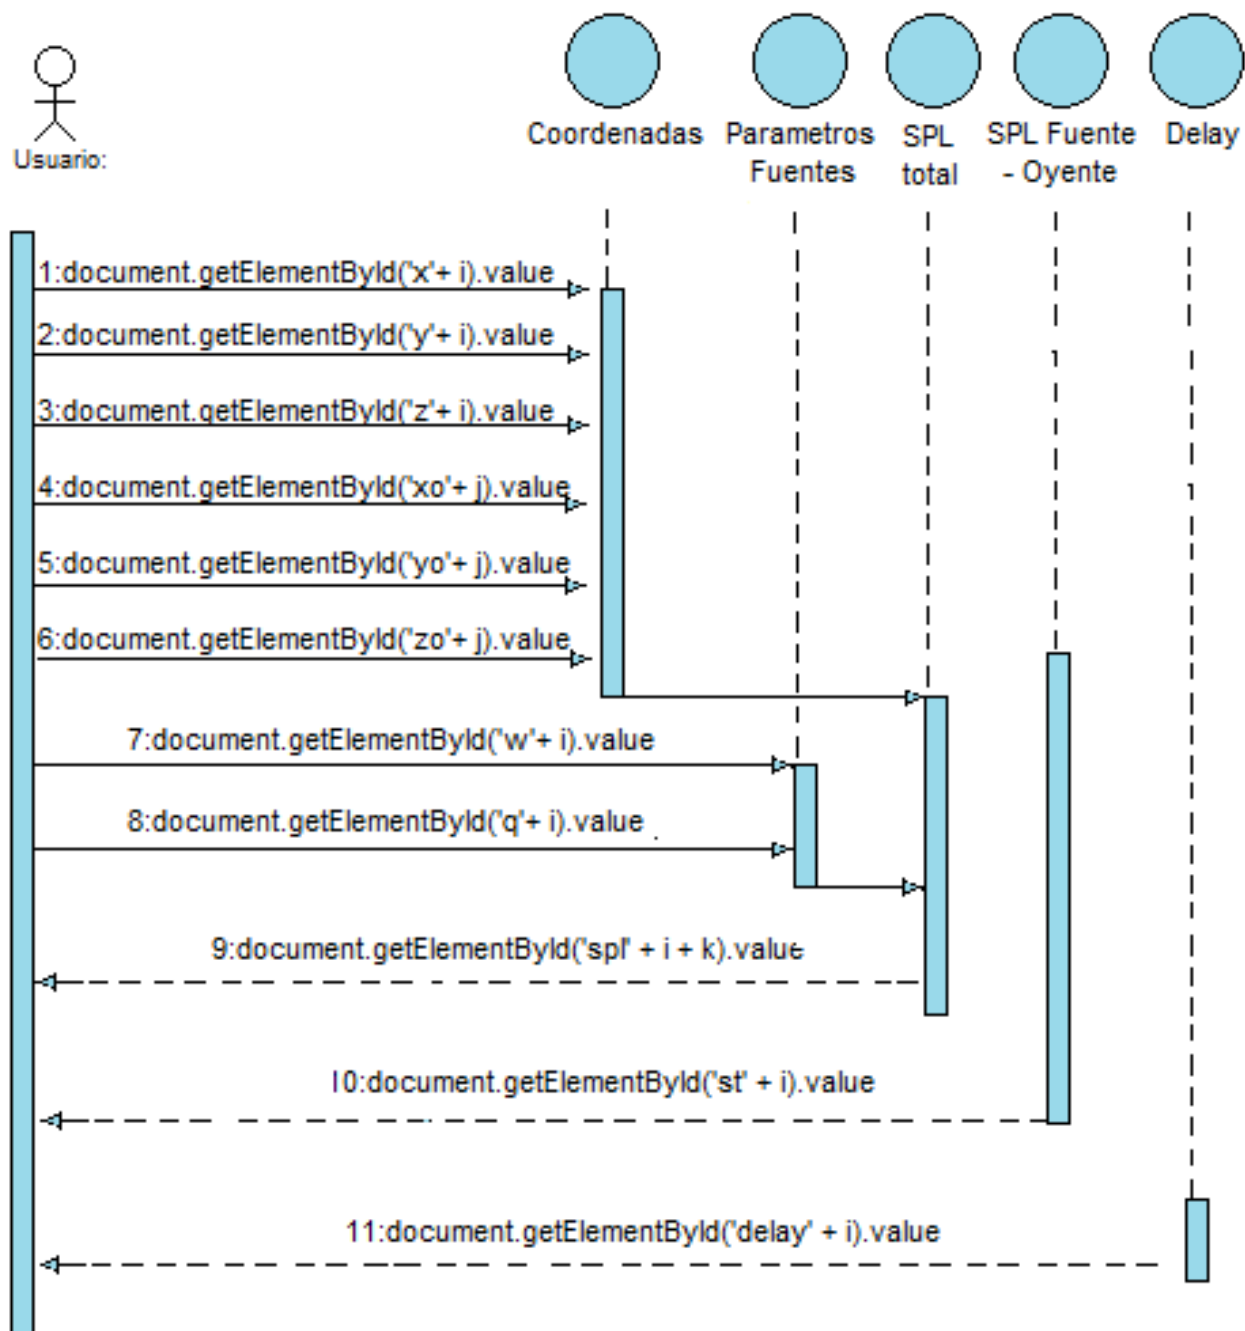 Usuario:
Coordenadas
Parametros
Fuentes
SPL
total
SPL Fuente
- Oyente
Delay
1:document.getElementById('x'+ i).value
2:document.getElementById('y'+ i).value
3:document.getElementById('z'+ i).value
4:document.getElementById('xo'+ j).value
5:document.getElementById('yo'+ j).value
6:document.getElementById('zo'+ j).value
7:document.getElementById('w'+ i).value
8:document.getElementById('q'+ i).value
9:document.getElementById('spl' + i + k).value
10:document.getElementById('st' + i).value
11:document.getElementById('delay' + i).value